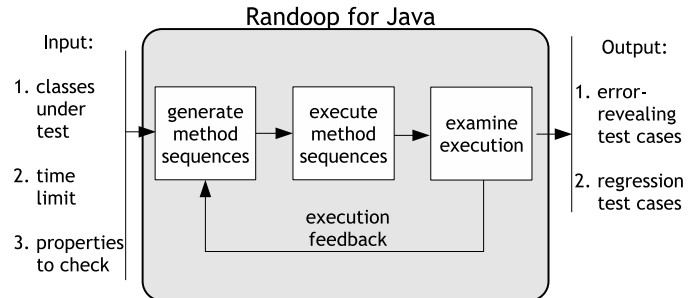 Randoop for Java
Input:
1. classes
under
test
2. time
limit
3. properties
to check
generate
method
sequences
execute
method
sequences
examine
execution
execution
feedback
Output:
1. error-
revealing
test cases
2. regression
test cases